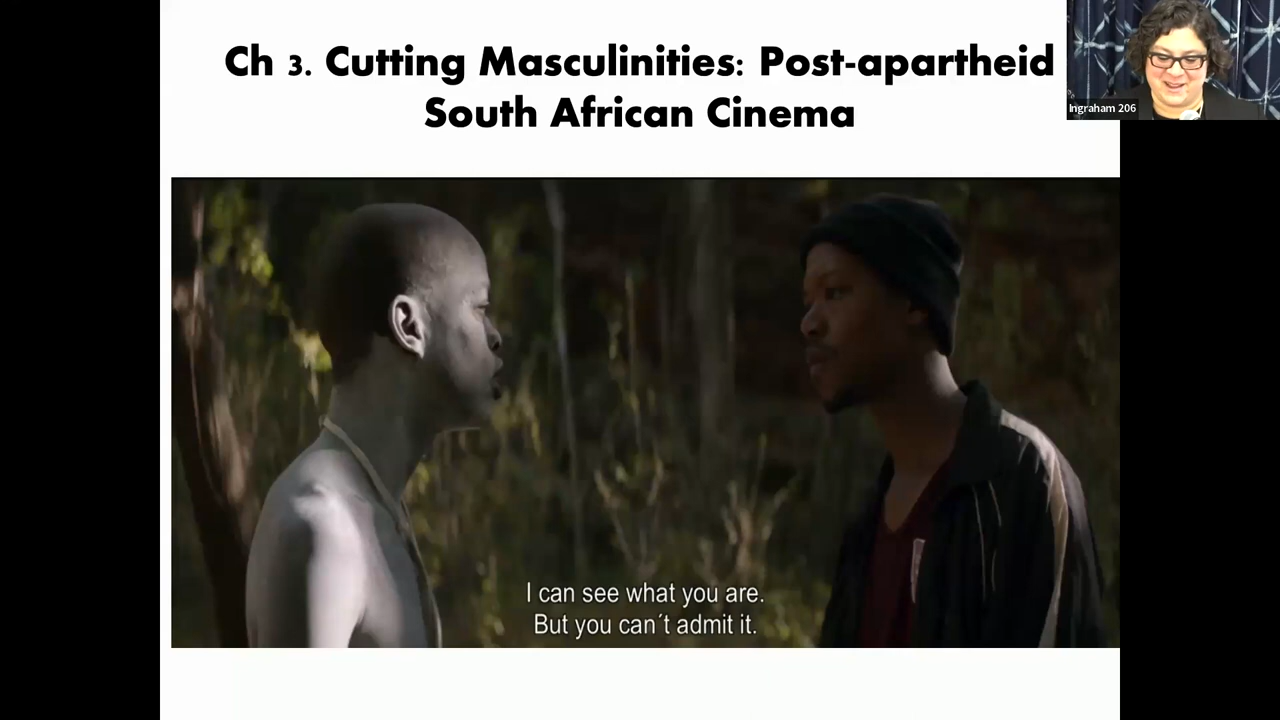 Ch 3. Cutting Masculinities: Post-apartheid
South African Cinema
Ingraham 206
I can see what you are.
But you can´t admit it.